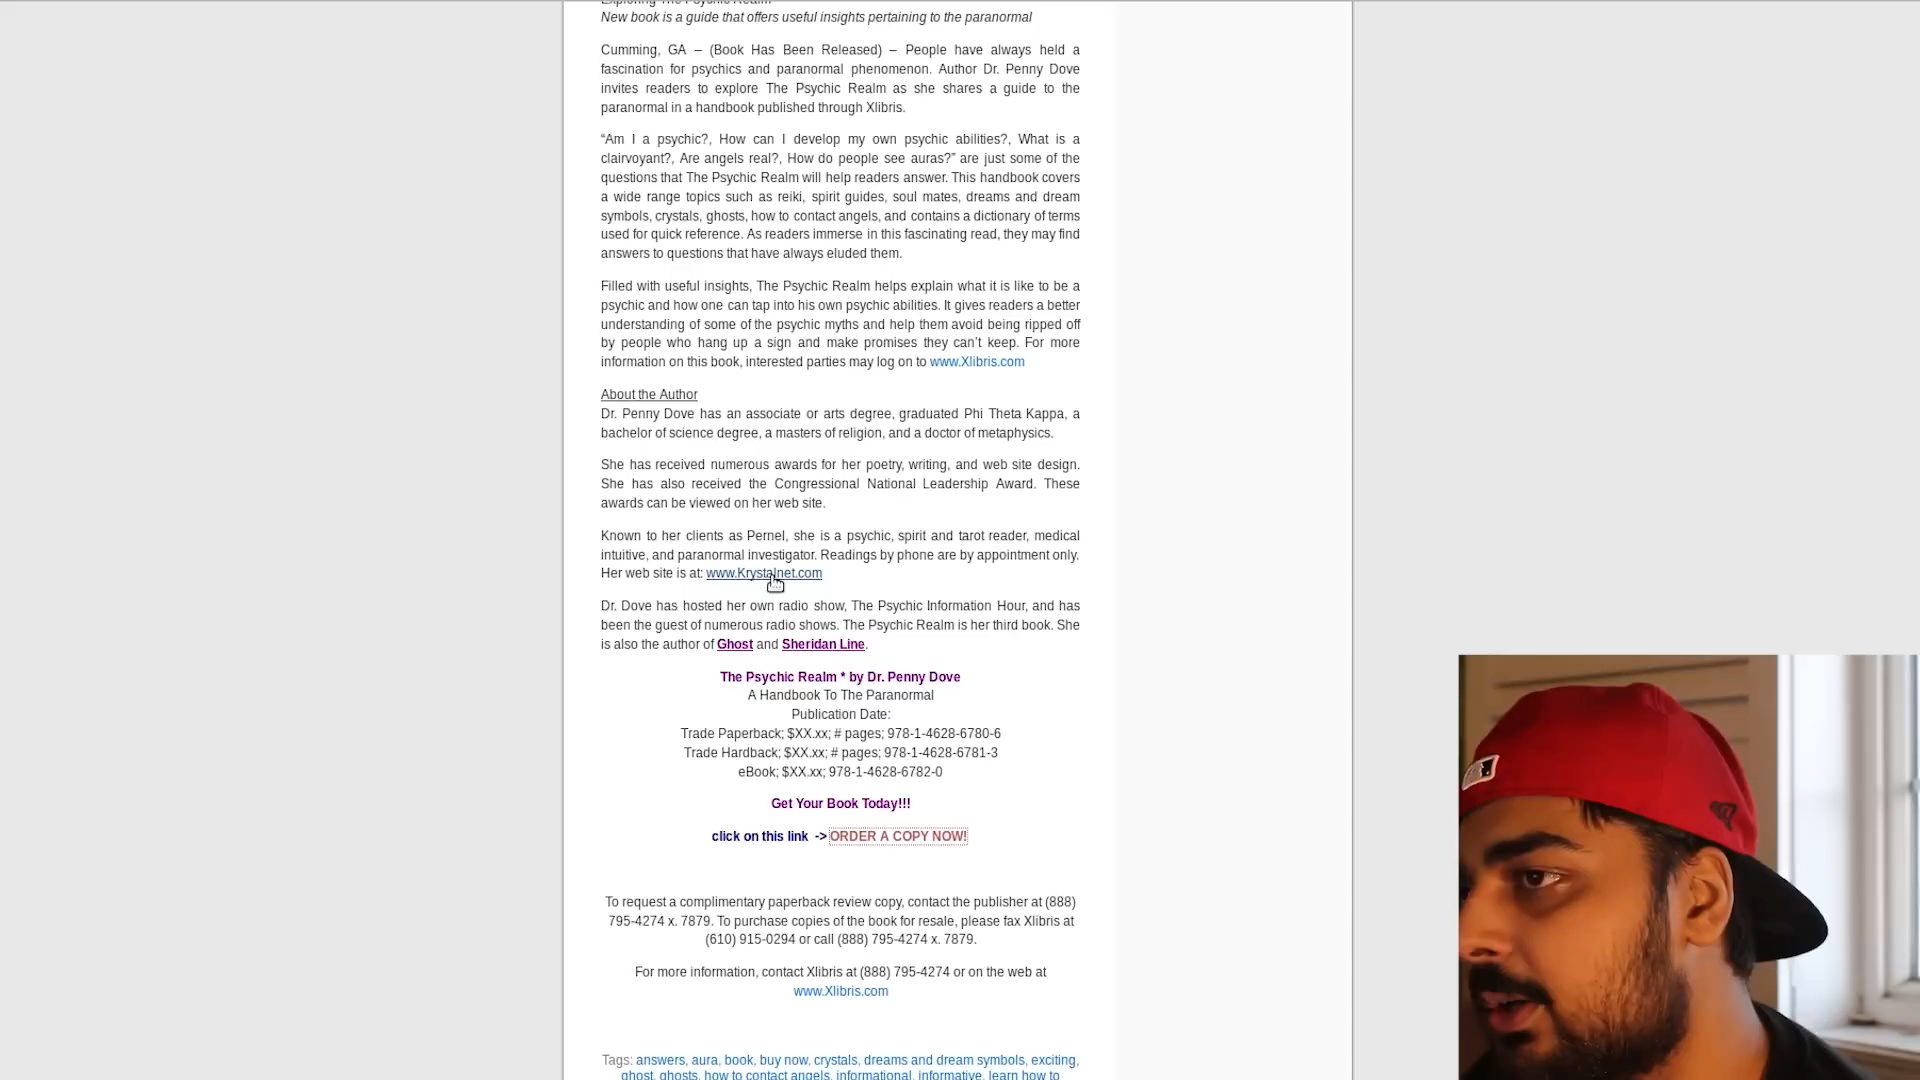 Exploring The Psychic Realm
New book is a guide that offers useful insights pertaining to the paranormal
Cumming, GA – (Book Has Been Released) – People have always held a
fascination for psychics and paranormal phenomenon. Author Dr. Penny Dove
invites readers to explore The Psychic Realm as she shares a guide to the
paranormal in a handbook published through Xlibris.
“Am I a psychic?, How can I develop my own psychic abilities?, What is a
clairvoyant?, Are angels real?, How do people see auras?” are just some of the
questions that The Psychic Realm will help readers answer. This handbook covers
a wide range topics such as reiki, spirit guides, soul mates, dreams and dream
symbols, crystals, ghosts, how to contact angels, and contains a dictionary of terms
used for quick reference. As readers immerse in this fascinating read, they may find
answers to questions that have always eluded them.
Filled with useful insights, The Psychic Realm helps explain what it is like to be a
psychic and how one can tap into his own psychic abilities. It gives readers a better
understanding of some of the psychic myths and help them avoid being ripped off
by people who hang up a sign and make promises they can’t keep. For more
information on this book, interested parties may log on to www.Xlibris.com
About the Author
Dr. Penny Dove has an associate or arts degree, graduated Phi Theta Kappa, a
bachelor of science degree, a masters of religion, and a doctor of metaphysics.
She has received numerous awards for her poetry, writing, and web site design.
She has also received the Congressional National Leadership Award. These
awards can be viewed on her web site.
Known to her clients as Pernel, she is a psychic, spirit and tarot reader, medical
intuitive, and paranormal investigator. Readings by phone are by appointment only.
Her web site is at: www.Krystalnet.com
Dr. Dove has hosted her own radio show, The Psychic Information Hour, and has
been the guest of numerous radio shows. The Psychic Realm is her third book. She
is also the author of Ghost and Sheridan Line.
The Psychic Realm * by Dr. Penny Dove
A Handbook To The Paranormal
Publication Date:
Trade Paperback; $XX.xx; # pages; 978-1-4628-6780-6
Trade Hardback; $XX.xx; # pages; 978-1-4628-6781-3
eBook; $XX.xx; 978-1-4628-6782-0
Get Your Book Today!!!
click on this link -> ORDER A COPY NOW!
To request a complimentary paperback review copy, contact the publisher at (888)
795-4274 x. 7879. To purchase copies of the book for resale, please fax Xlibris at
(610) 915-0294 or call (888) 795-4274 x. 7879.
For more information, contact Xlibris at (888) 795-4274 or on the web at
www.Xlibris.com
Tags: answers, aura, book, buy now, crystals, dreams and dream symbols, exciting,
ghost, ghosts, how to contact angels, informational, informative, learn how to